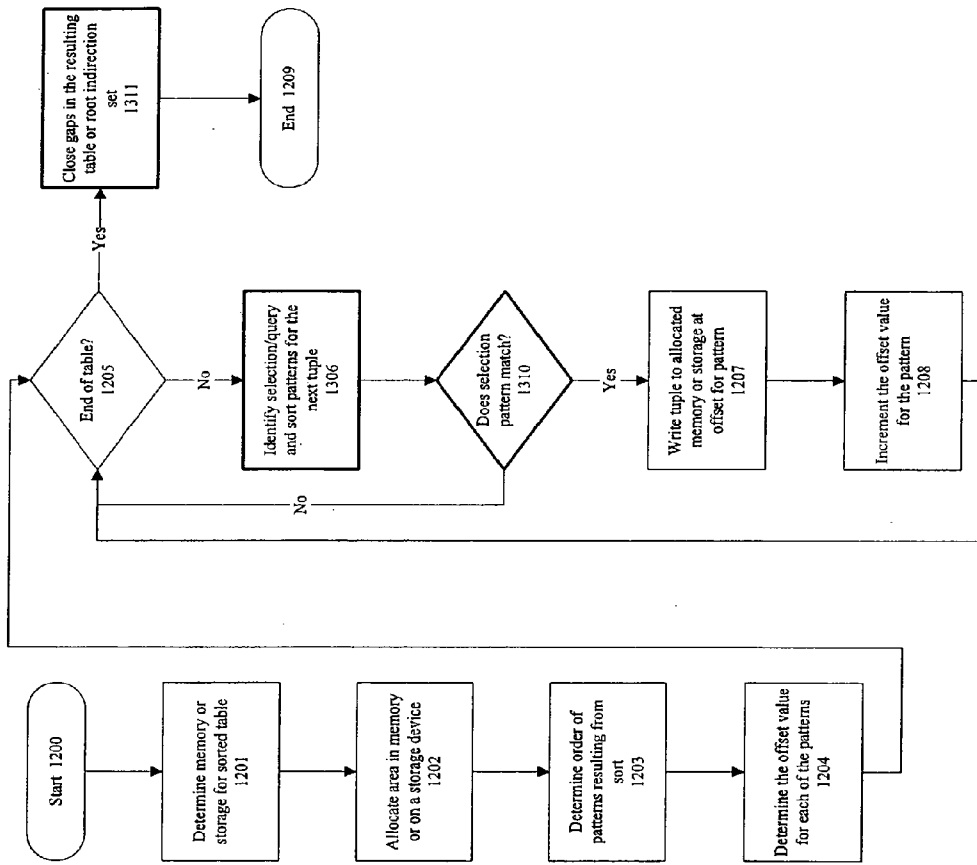 Start 1200
Determine memory or
storage for sorted table
1201
Allocate area in memory
or on a storage device
1202
Determine order of
patterns resulting from
sort
1203
Determine the offset value
for each of the patterns
1204
End of table?
1205
Yes
No
Close gaps in the resulting
table or root indirection
set
1311
End 1209
Identify selection/query
and sort patterns for the
next tuple
1306
Does selection
pattern match?
1310
No
Yes
Write tuple to allocated
memory or storage at
offset for pattern
1207
Increment the offset value
for the pattern
1208